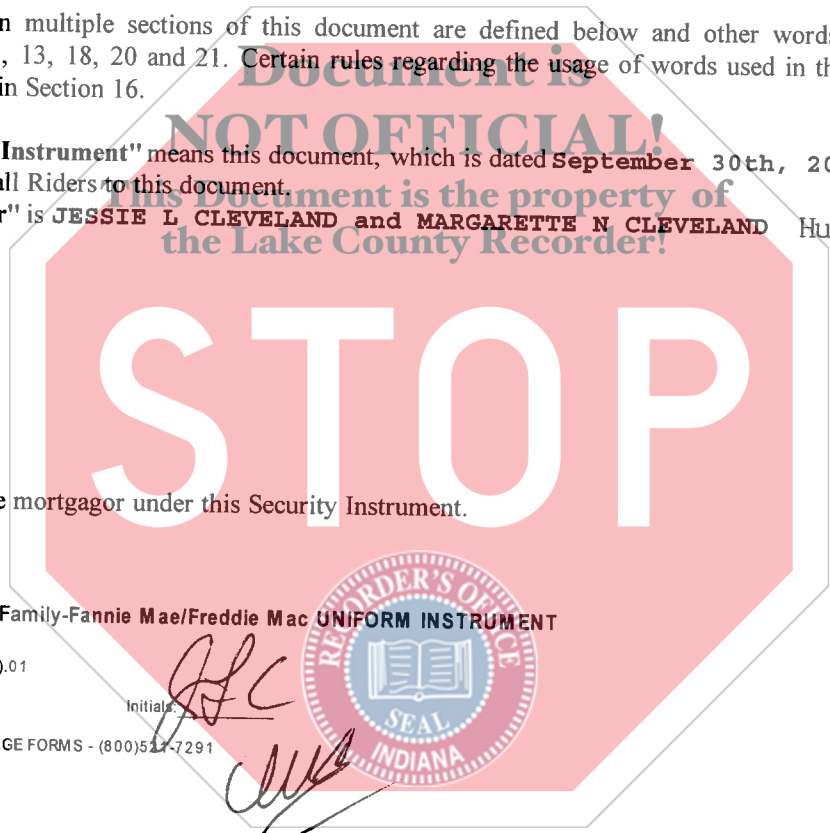 n multiple sections of this document are defined below and other words
, 13, 18, 20 and 21. Certain rules regarding the usage of words used in th
in Section 16.
Document is
NOT OFFICIAL!
This Document is the property of
the Lake County Recorder!
Instrument" means this document, which is dated September 30th, 20
all Riders to this document.
r" is JESSIE L CLEVELAND and MARGARETTE N CLEVELAND Hu
STOP
e mortgagor under this Security Instrument.
Family-Fannie Mae/Freddie Mac UNIFORM INSTRUMENT
).01
Initials: JLC
GE FORMS - (800)521-7291
RECORDER'S OFFICE
SEAL
INDIANA